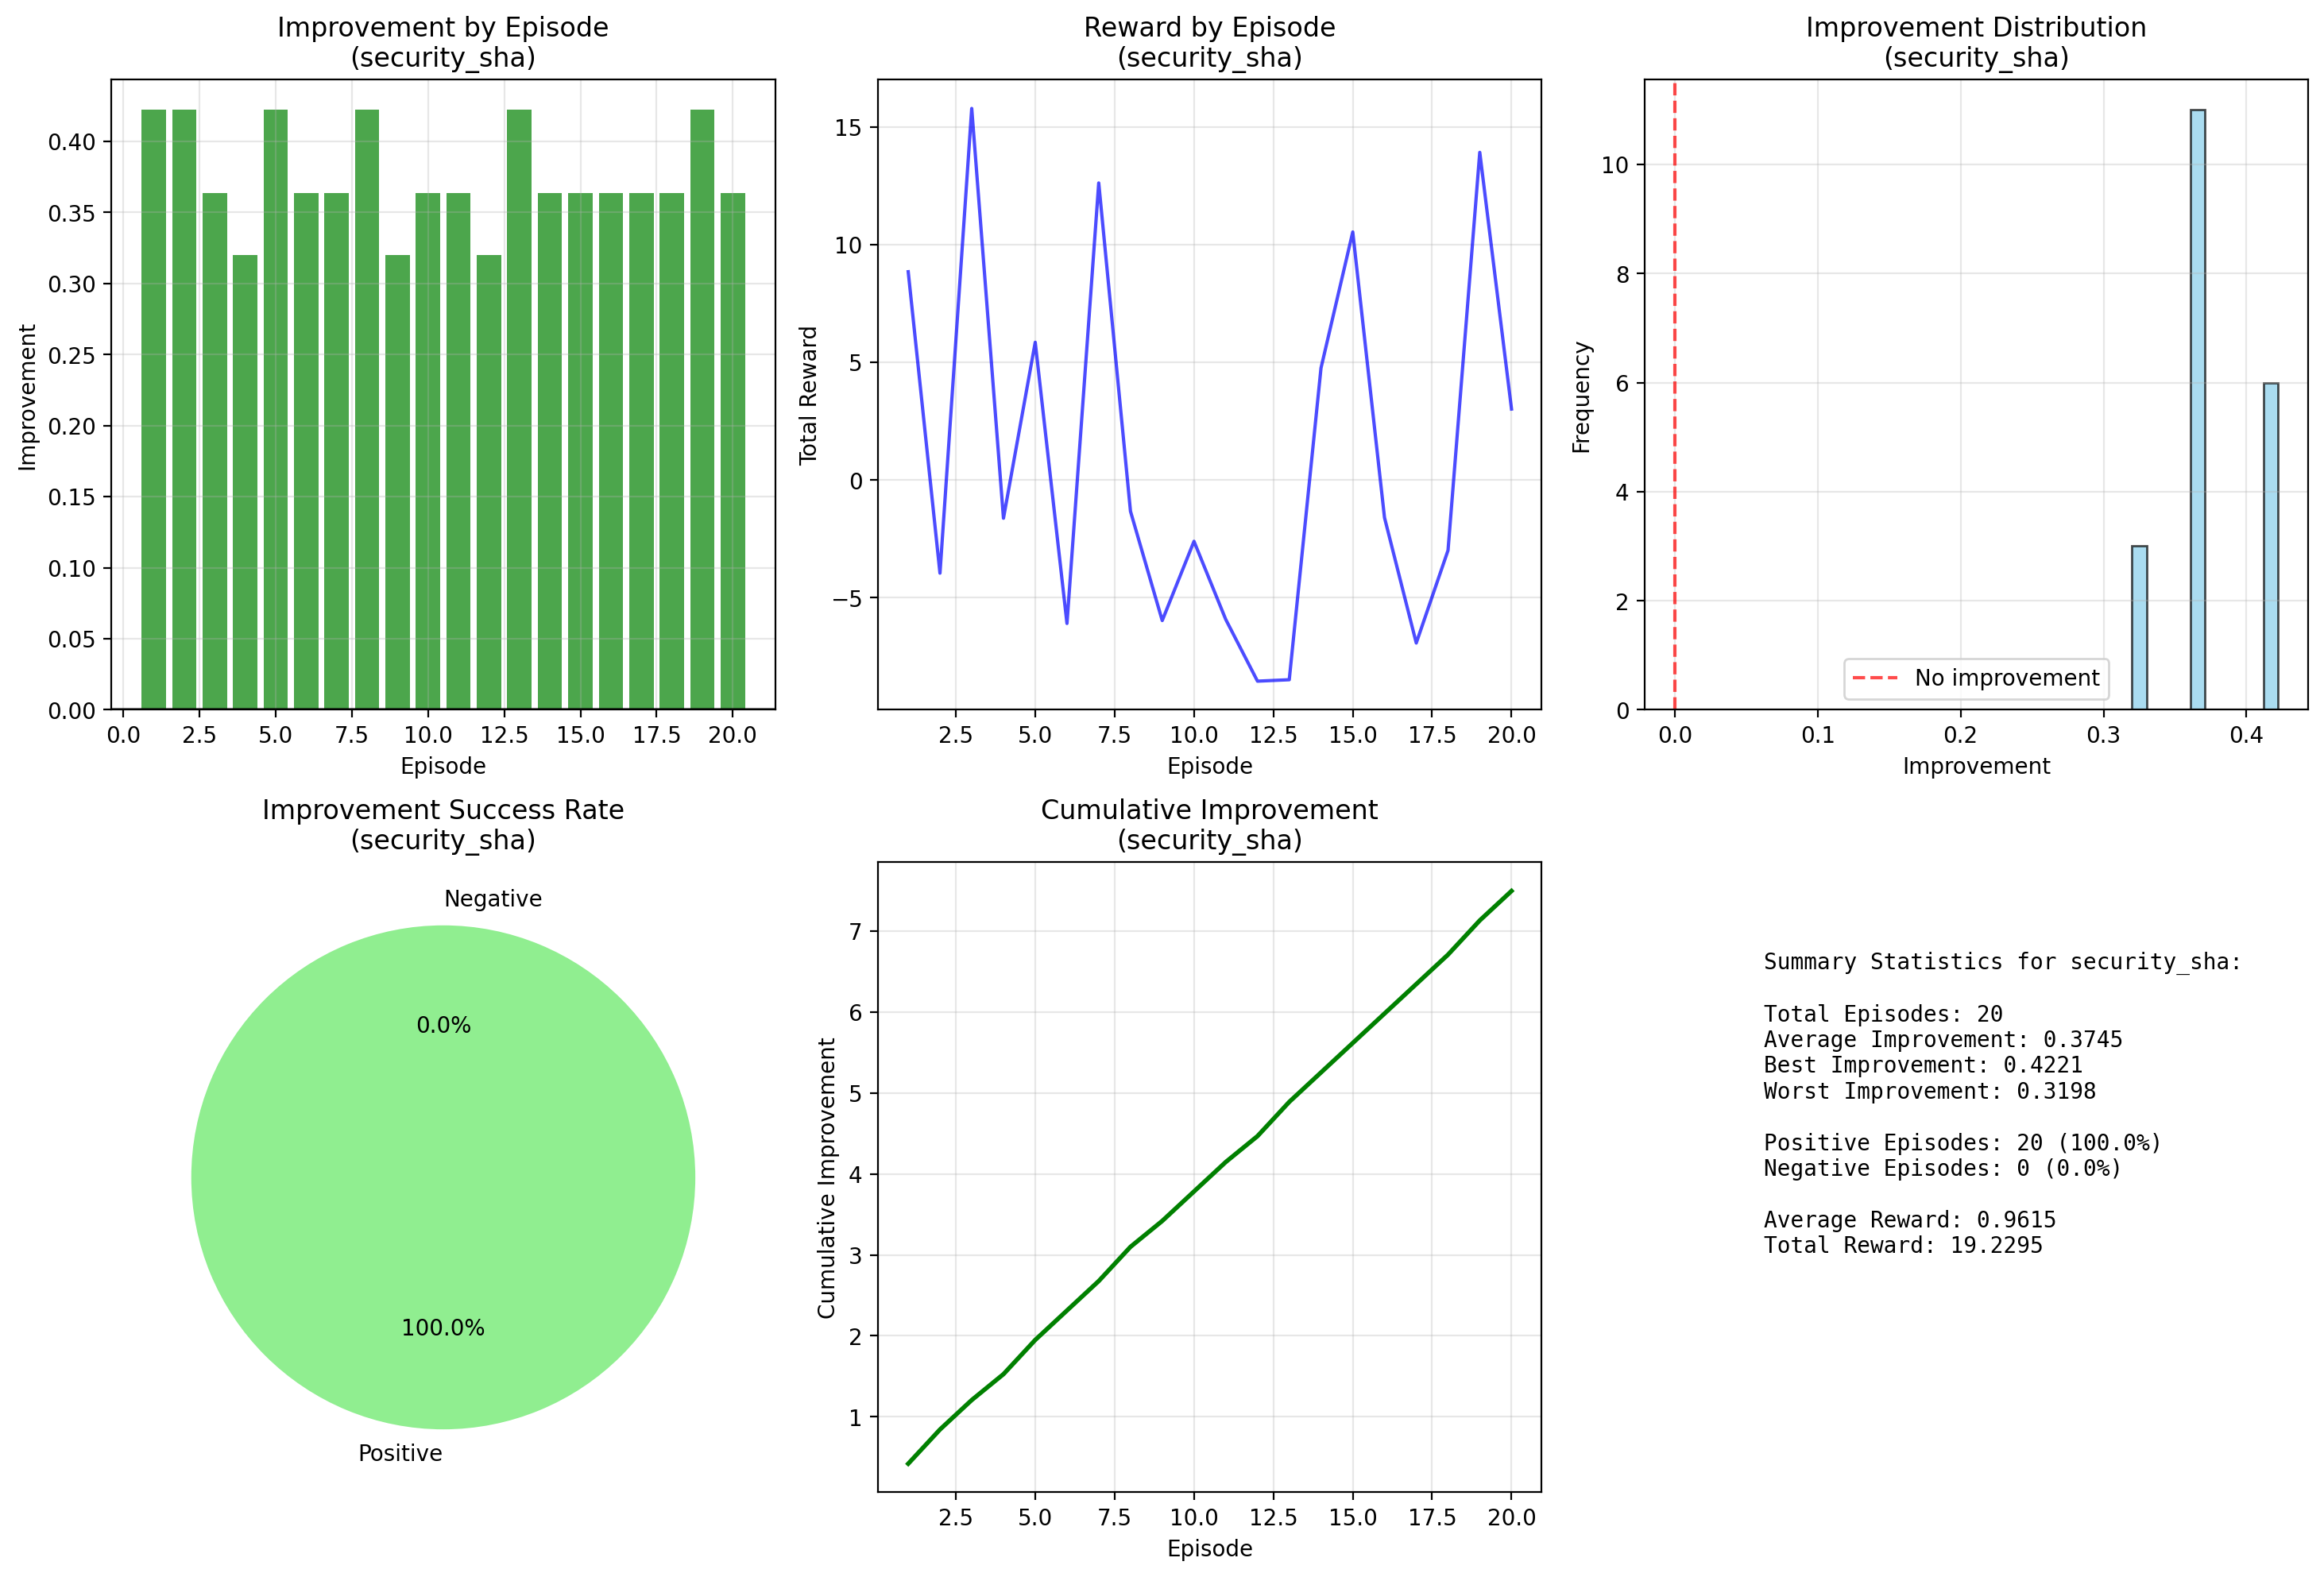 Improvement by Episode
(security_sha)
0.40
0.35
0.30
0.25
0.20
0.15
0.10
0.05
0.00
Improvement
0.0 2.5 5.0 7.5 10.0 12.5 15.0 17.5 20.0
Episode
Reward by Episode
(security_sha)
15
10
5
0
−5
Total Reward
2.5 5.0 7.5 10.0 12.5 15.0 17.5 20.0
Episode
Improvement Distribution
(security_sha)
10
8
6
4
2
0
Frequency
No improvement
0.0 0.1 0.2 0.3 0.4
Improvement
Improvement Success Rate
(security_sha)
Negative
0.0%
100.0%
Positive
Cumulative Improvement
(security_sha)
7
6
5
4
3
2
1
Cumulative Improvement
2.5 5.0 7.5 10.0 12.5 15.0 17.5 20.0
Episode
Summary Statistics for security_sha:
Total Episodes: 20
Average Improvement: 0.3745
Best Improvement: 0.4221
Worst Improvement: 0.3198
Positive Episodes: 20 (100.0%)
Negative Episodes: 0 (0.0%)
Average Reward: 0.9615
Total Reward: 19.2295